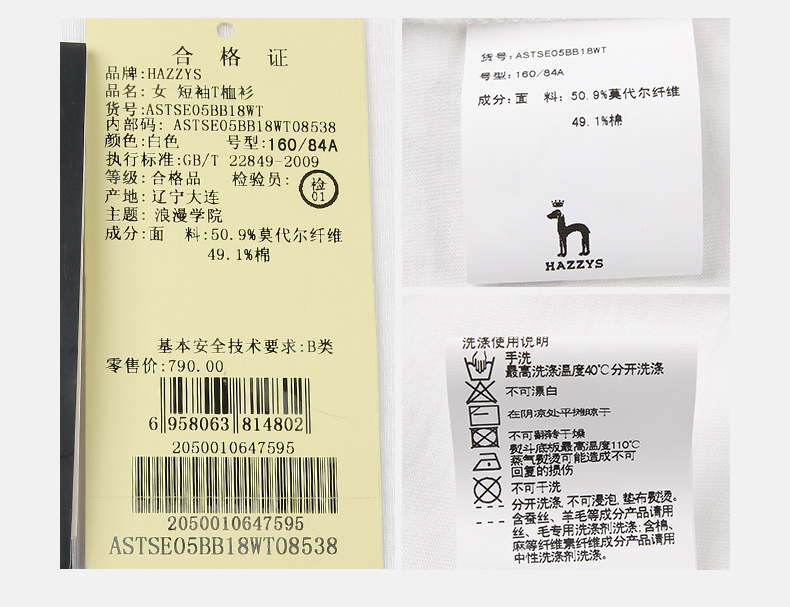 合格证
品牌:HAZZYS
品名: 女 短袖T恤衫
货号:ASTSE05BB18WT
内部码: ASTSE05BB18WT08538
颜色:白色 号型:160/84A
执行标准:GB/T 22849-2009
等级: 合格品 检验员: 检01
产地: 辽宁大连
主题: 浪漫学院
成分:面 料:50.9%莫代尔纤维
49.1%棉
基本安全技术要求:B类
零售价:790.00
6 958063 814802
2050010647595
2050010647595
ASTSE05BB18WT08538
货号:ASTSE05BB18WT
号型:160/84A
成分:面 料: 50.9%莫代尔纤维
49.1%棉
HAZZYS
洗涤使用说明
手洗
最高洗涤温度40℃分开洗涤
不可漂白
在阴凉处平摊晾干
不可翻转干燥
熨斗底板最高温度110℃
蒸气熨烫可能造成不可
回复的损伤
不可干洗
分开洗涤,不可浸泡,垫布熨烫。
含蚕丝、羊毛等成分产品请用
丝、毛专用洗涤剂洗涤;含棉、
麻等纤维素纤维成分产品请用
中性洗涤剂洗涤。